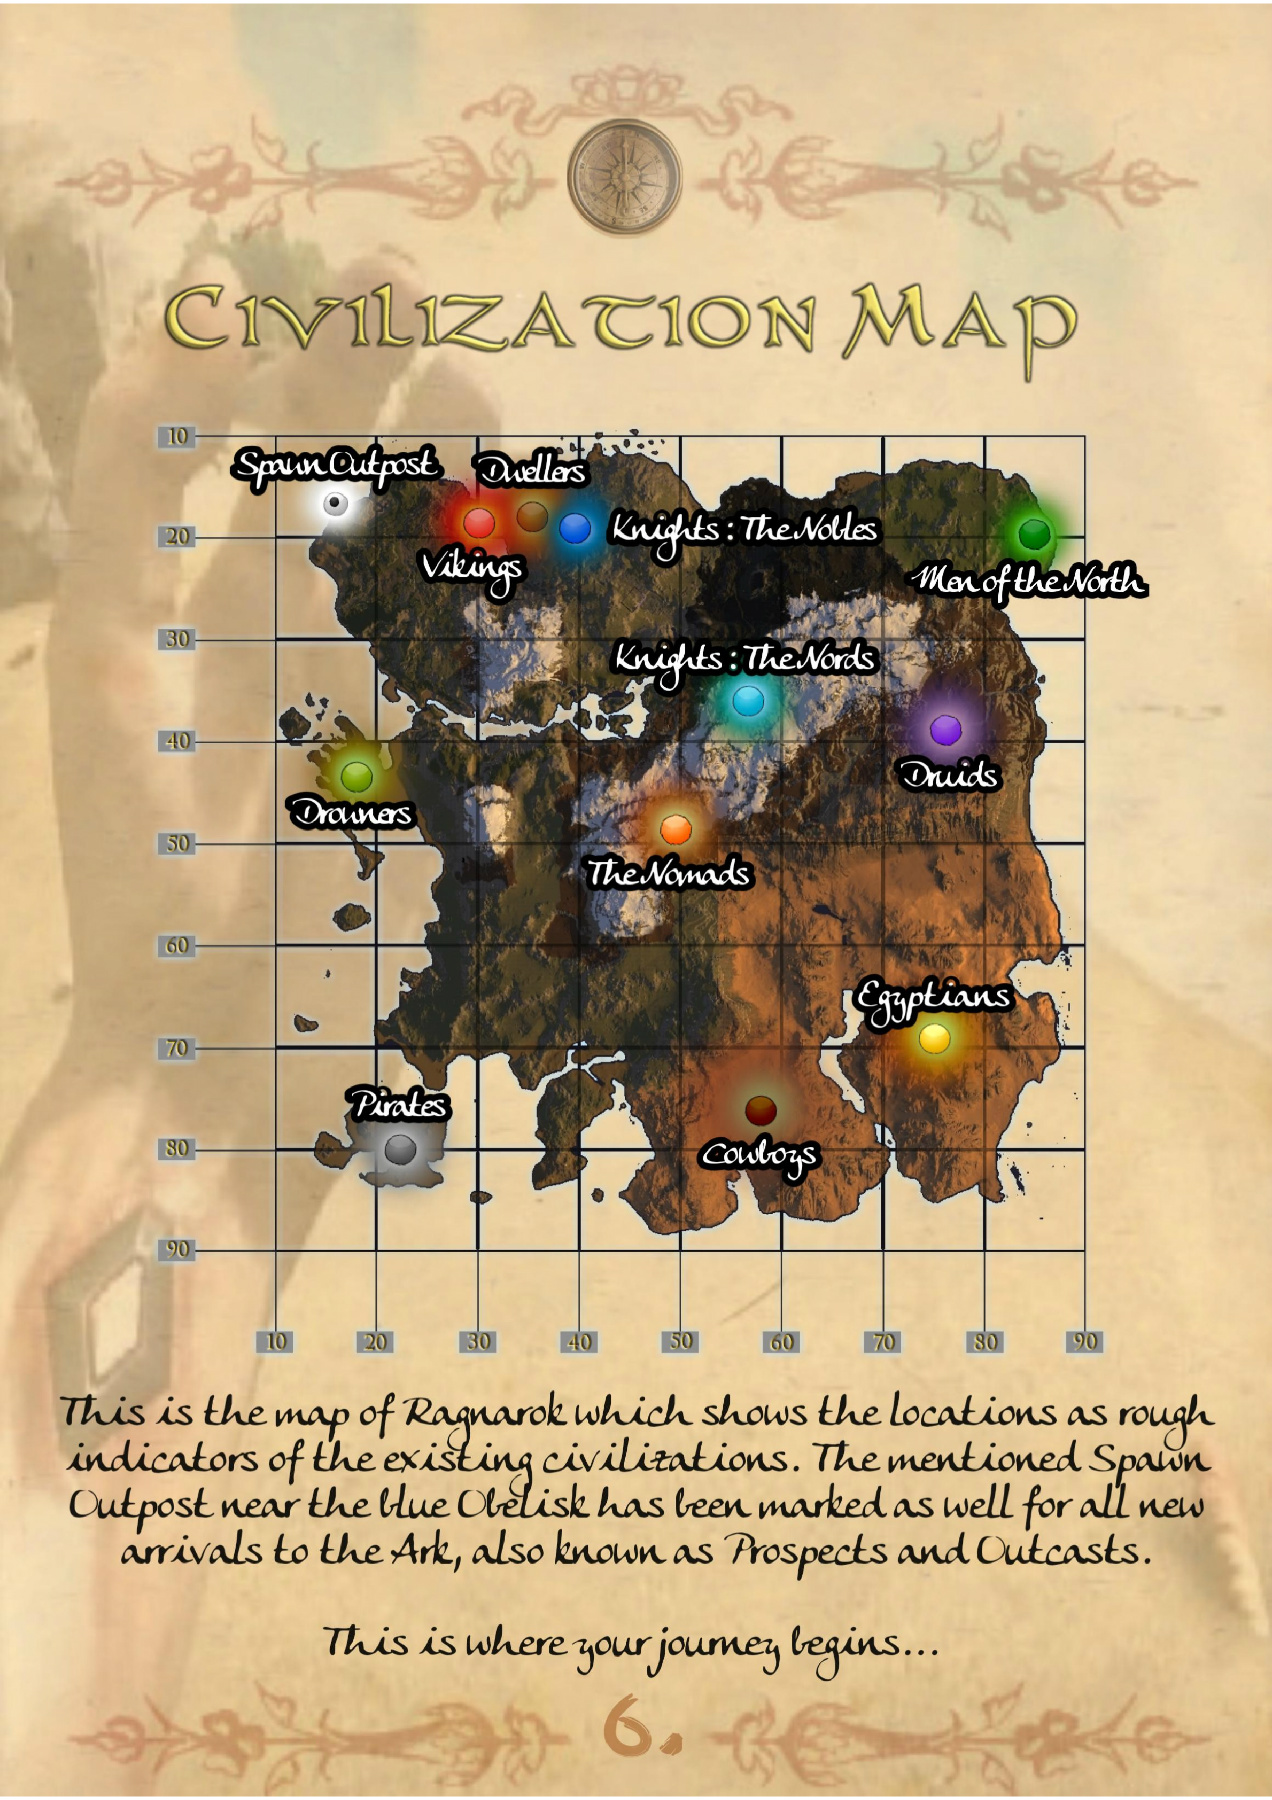 Civilization Map
10
Spawn Outpost
Dwellers
20
Knights : The Nobles
Vikings
Men of the North
30
Knights : The Nords
40
Druids
Drowners
50
The Nomads
60
Egyptians
70
Pirates
80
Cowboys
90
10 20 30 40 50 60 70 80 90
This is the map of Ragnarok which shows the locations as rough
indicators of the existing civilizations. The mentioned Spawn
Outpost near the blue Obelisk has been marked as well for all new
arrivals to the Ark, also known as Prospects and Outcasts.
This is where your journey begins...
6.